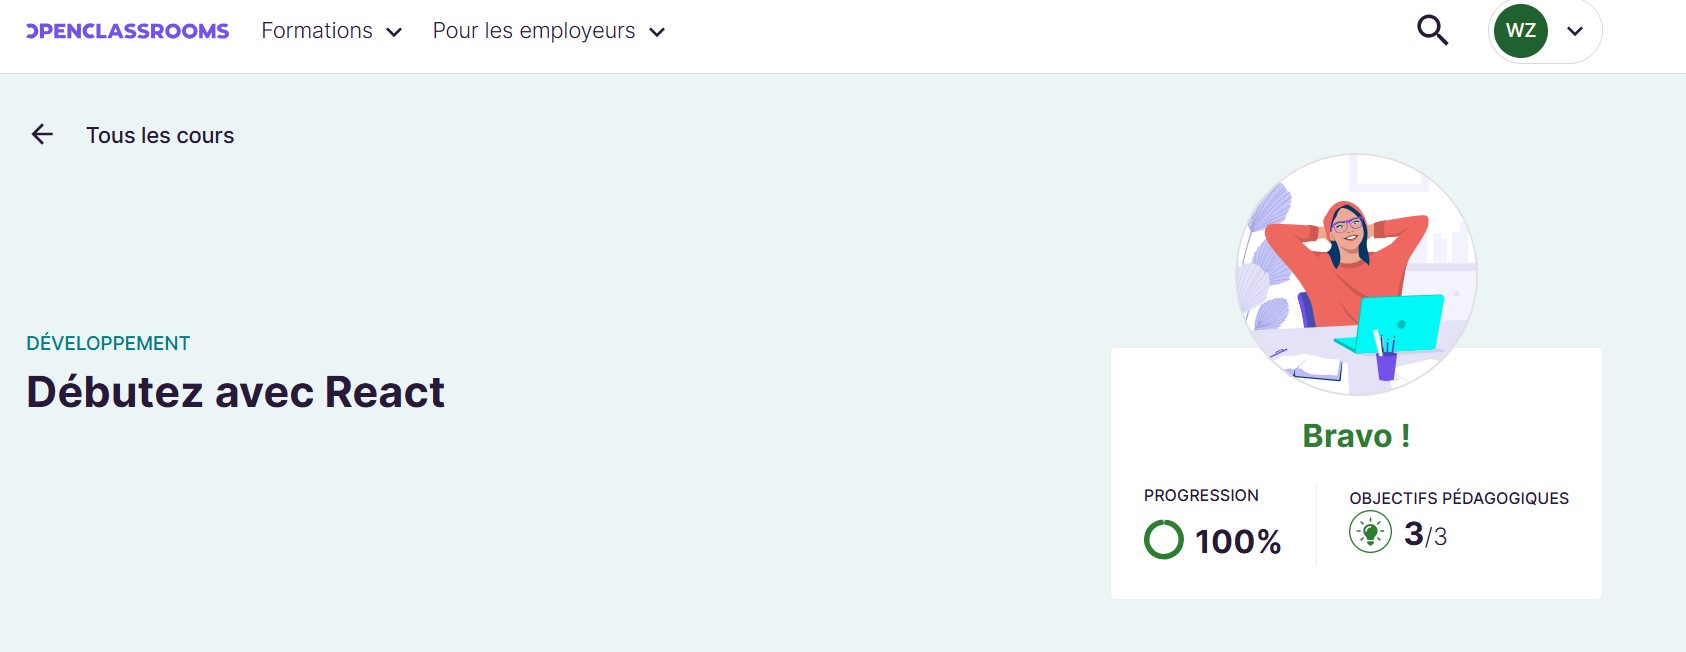 OPENCLASSROOMS Formations Pour les employeurs WZ
Tous les cours
DÉVELOPPEMENT
Débutez avec React
Bravo !
PROGRESSION
100%
OBJECTIFS PÉDAGOGIQUES
3/3